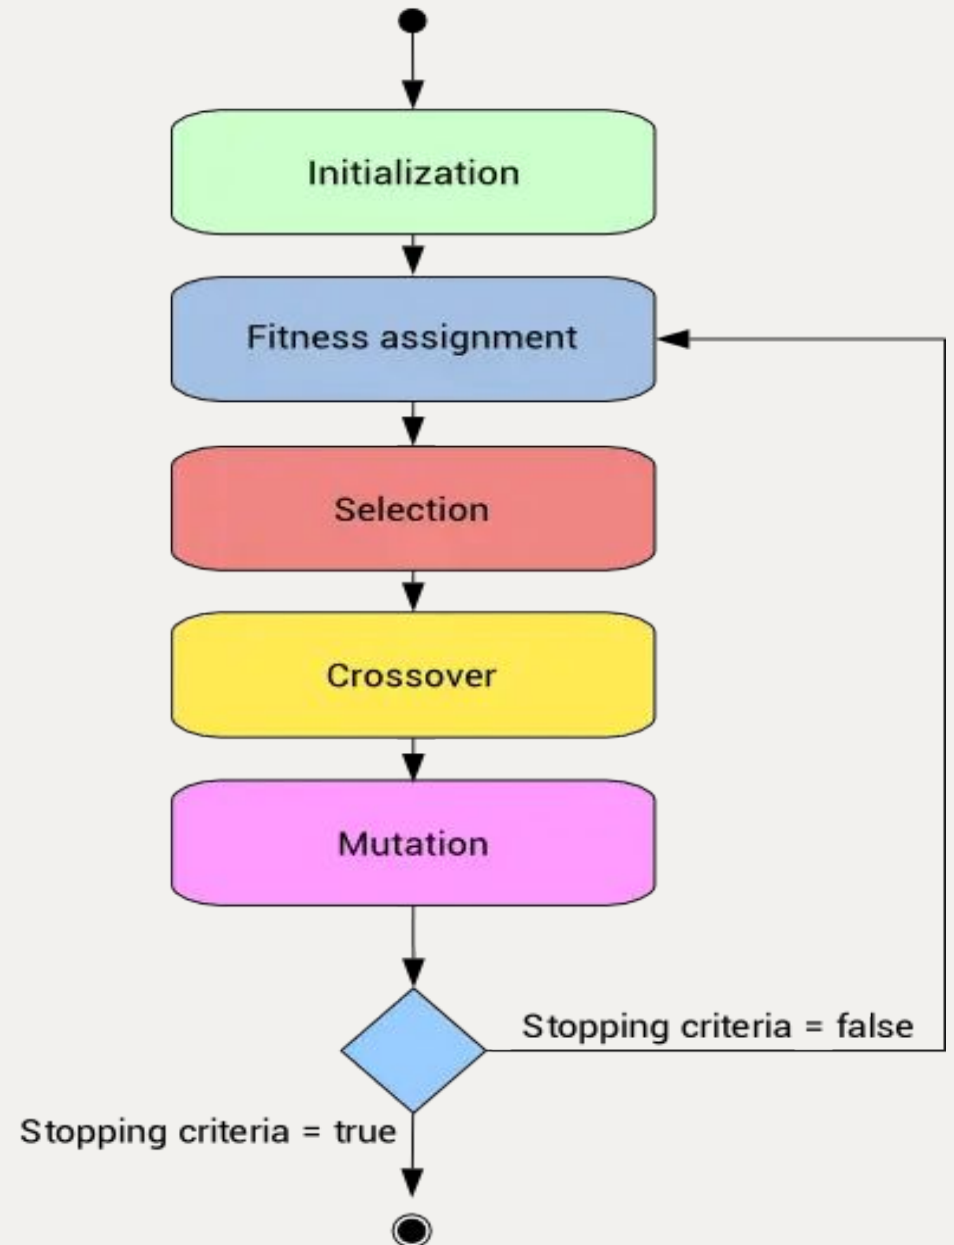 Initialization
Fitness assignment
Selection
Crossover
Mutation
Stopping criteria = false
Stopping criteria = true